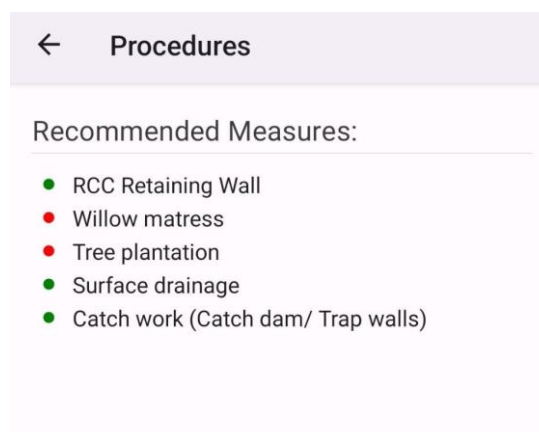 Procedures
Recommended Measures:
RCC Retaining Wall
Willow matress
Tree plantation
Surface drainage
Catch work (Catch dam/ Trap walls)